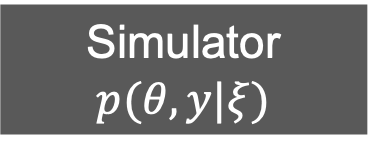 Simulator
p(θ, y|ξ)